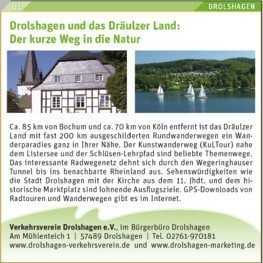 DROLSHAGEN
Drolshagen und das Dräulzer Land:
Der kurze Weg in die Natur
Ca. 85 km von Bochum und ca. 70 km von Köln entfernt ist das Dräulzer
Land mit fast 200 km ausgeschilderten Rundwanderwegen ein Wan-
derparadies ganz in Ihrer Nähe. Der Kunstwanderweg (KuLTour) nahe
dem Listersee und der Schlüsen-Lehrpfad sind beliebte Themenwege.
Das interessante Radwegenetz dehnt sich durch den Wegeringhauser
Tunnel bis ins benachbarte Rheinland aus. Sehenswürdigkeiten wie
die Stadt Drolshagen mit der Kirche aus dem 11. Jhdt. und dem hi-
storische Marktplatz sind lohnende Ausflugsziele. GPS-Downloads von
Radtouren und Wanderwegen gibt es im Internet.
Verkehrsverein Drolshagen e.V., im Bürgerbüro Drolshagen
Am Mühlenteich 1 | 57489 Drolshagen | Tel. 02761-970181
www.drolshagen-verkehrsverein.de und www.drolshagen-marketing.de